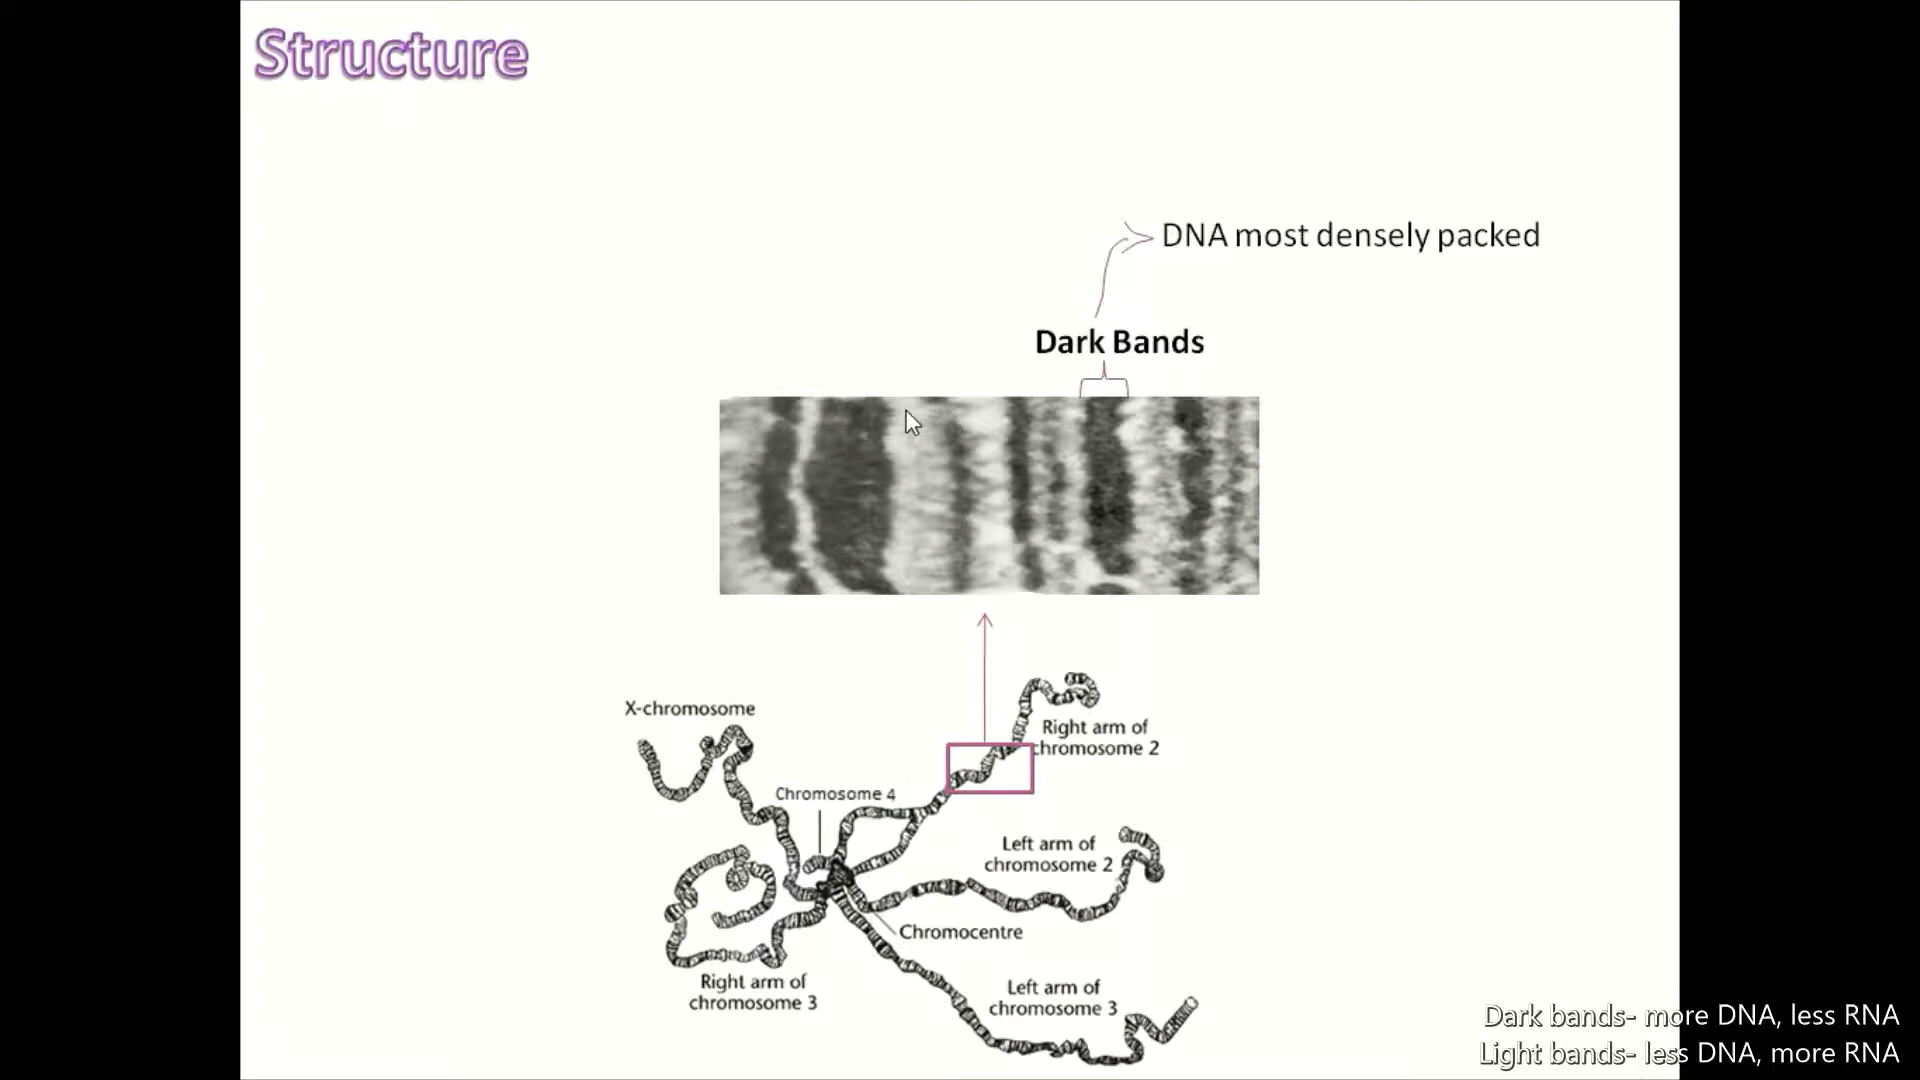 Structure
DNA most densely packed
Dark Bands
X-chromosome
Right arm of
chromosome 2
Chromosome 4
Left arm of
chromosome 2
Chromocentre
Right arm of
chromosome 3
Left arm of
chromosome 3
Dark bands- more DNA, less RNA
Light bands- less DNA, more RNA